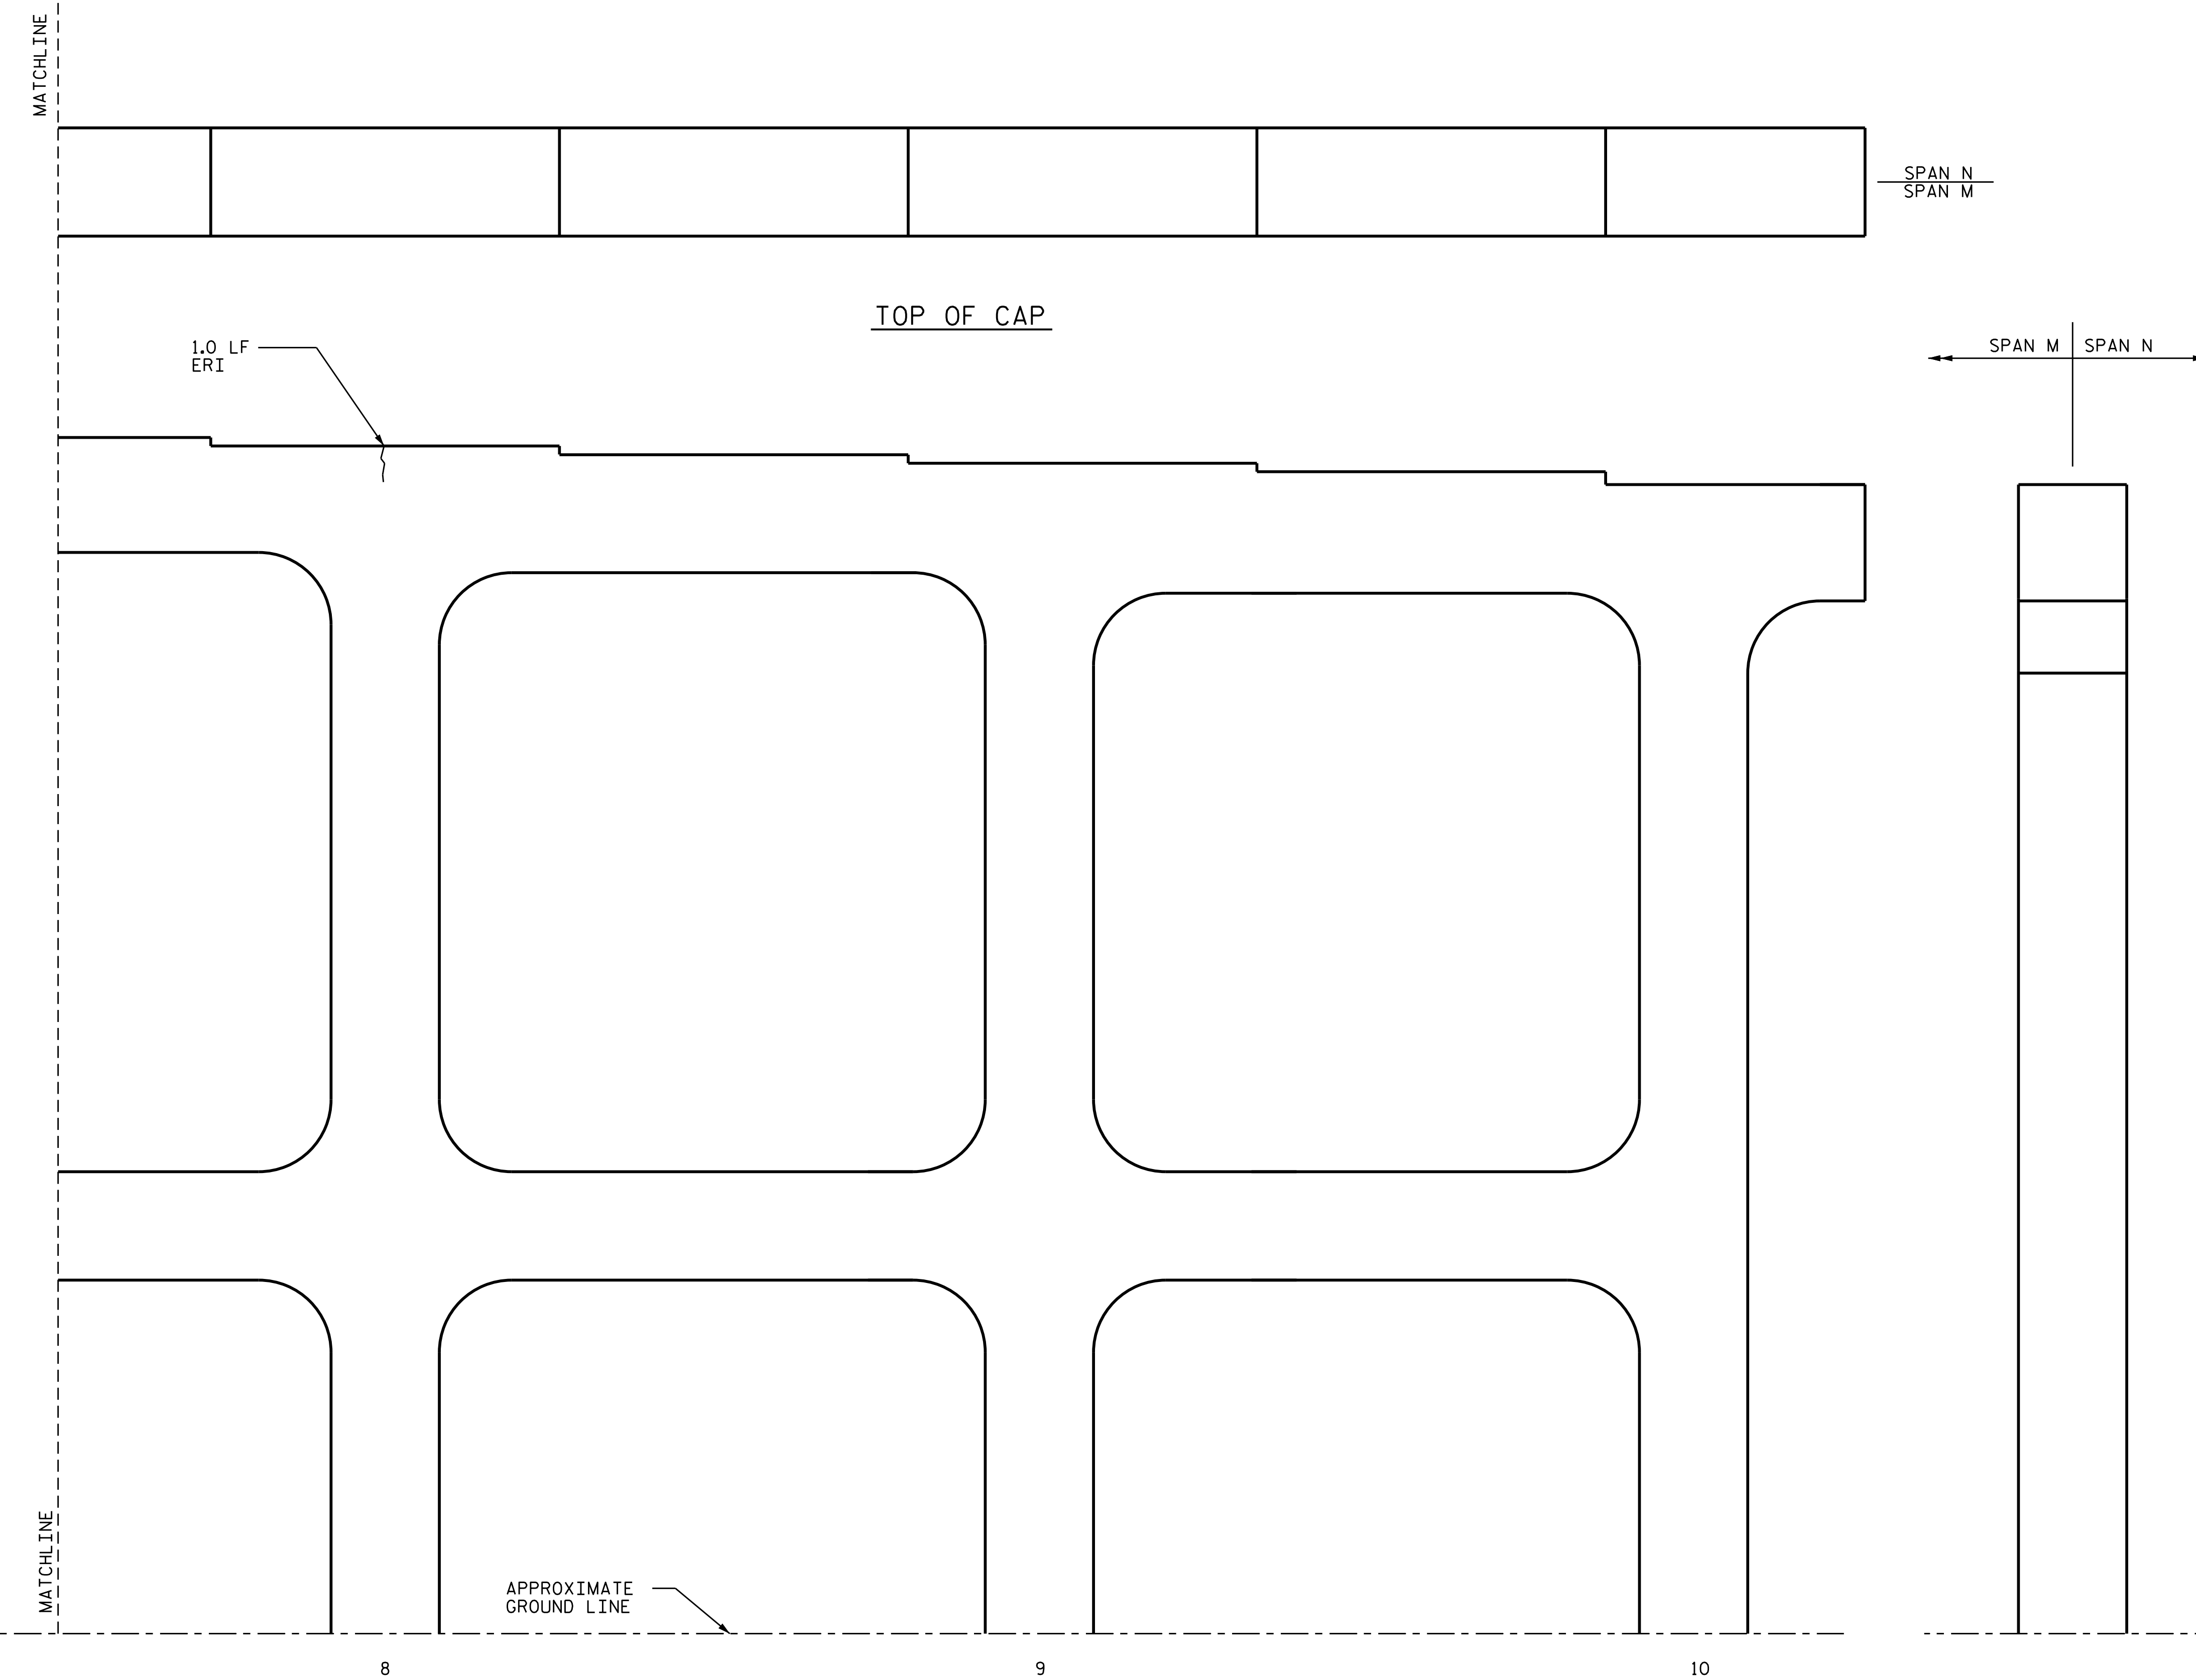 MATCHLINE
SPAN N
SPAN M
TOP OF CAP
1.0 LF
ERI
SPAN M SPAN N
MATCHLINE
APPROXIMATE
GROUND LINE
8 9 10